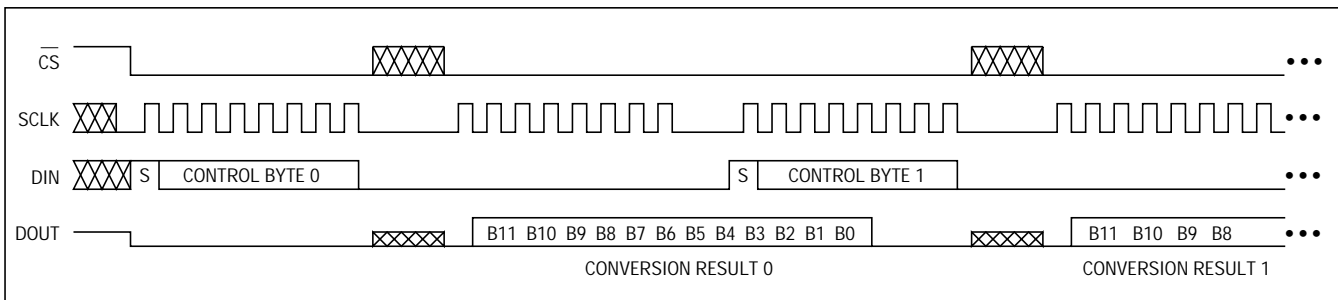 CS
SCLK
DIN S CONTROL BYTE 0 S CONTROL BYTE 1
DOUT B11 B10 B9 B8 B7 B6 B5 B4 B3 B2 B1 B0 B11 B10 B9 B8
CONVERSION RESULT 0 CONVERSION RESULT 1